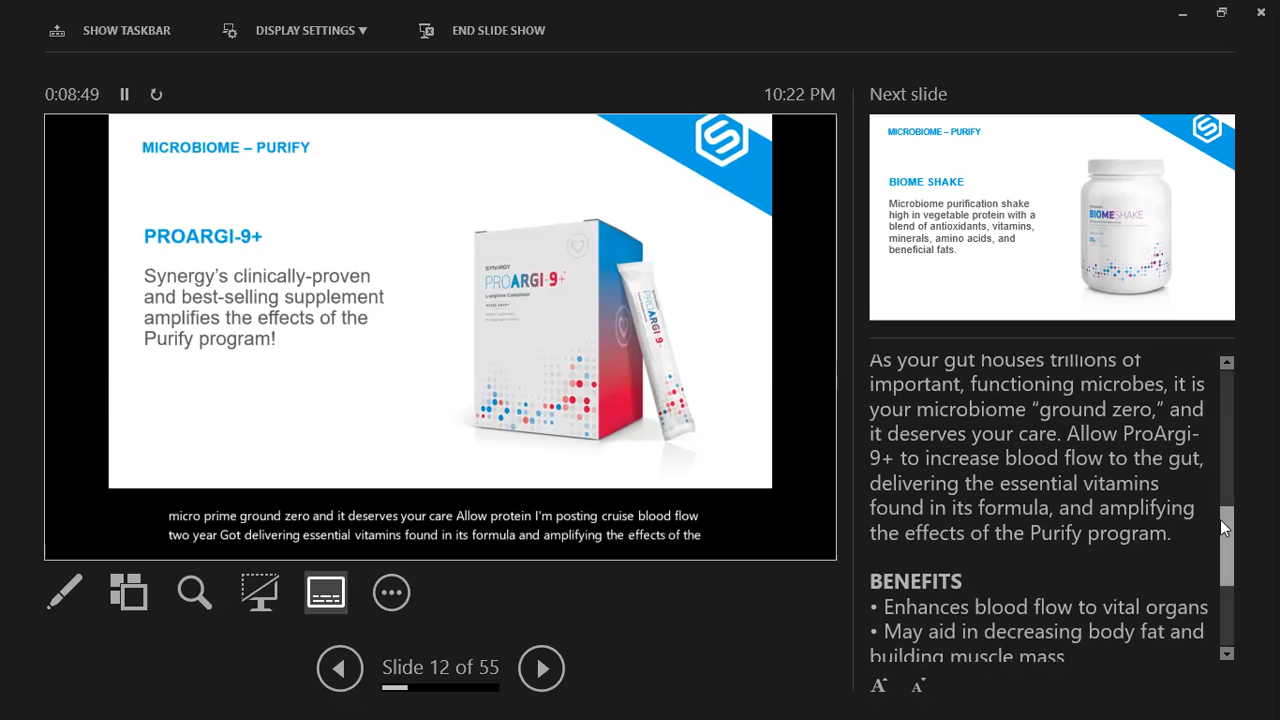 SHOW TASKBAR
DISPLAY SETTINGS ▼
END SLIDE SHOW
0:08:49
10:22 PM
MICROBIOME – PURIFY
PROARGI-9+
Synergy's clinically-proven
and best-selling supplement
amplifies the effects of the
Purify program!
SYNERGY
PROARGI-9+
L-arginine Complexer
PROARGI-9+
micro prime ground zero and it deserves your care Allow protein I'm posting cruise blood flow
two year Got delivering essential vitamins found in its formula and amplifying the effects of the
Slide 12 of 55
Next slide
MICROBIOME – PURIFY
BIOME SHAKE
Microbiome purification shake
high in vegetable protein with a
blend of antioxidants, vitamins,
minerals, amino acids, and
beneficial fats.
BIOMESHAKE
As your gut houses trillions of
important, functioning microbes, it is
your microbiome “ground zero,” and
it deserves your care. Allow ProArgi-
9+ to increase blood flow to the gut,
delivering the essential vitamins
found in its formula, and amplifying
the effects of the Purify program.
BENEFITS
• Enhances blood flow to vital organs
• May aid in decreasing body fat and
building muscle mass
A A